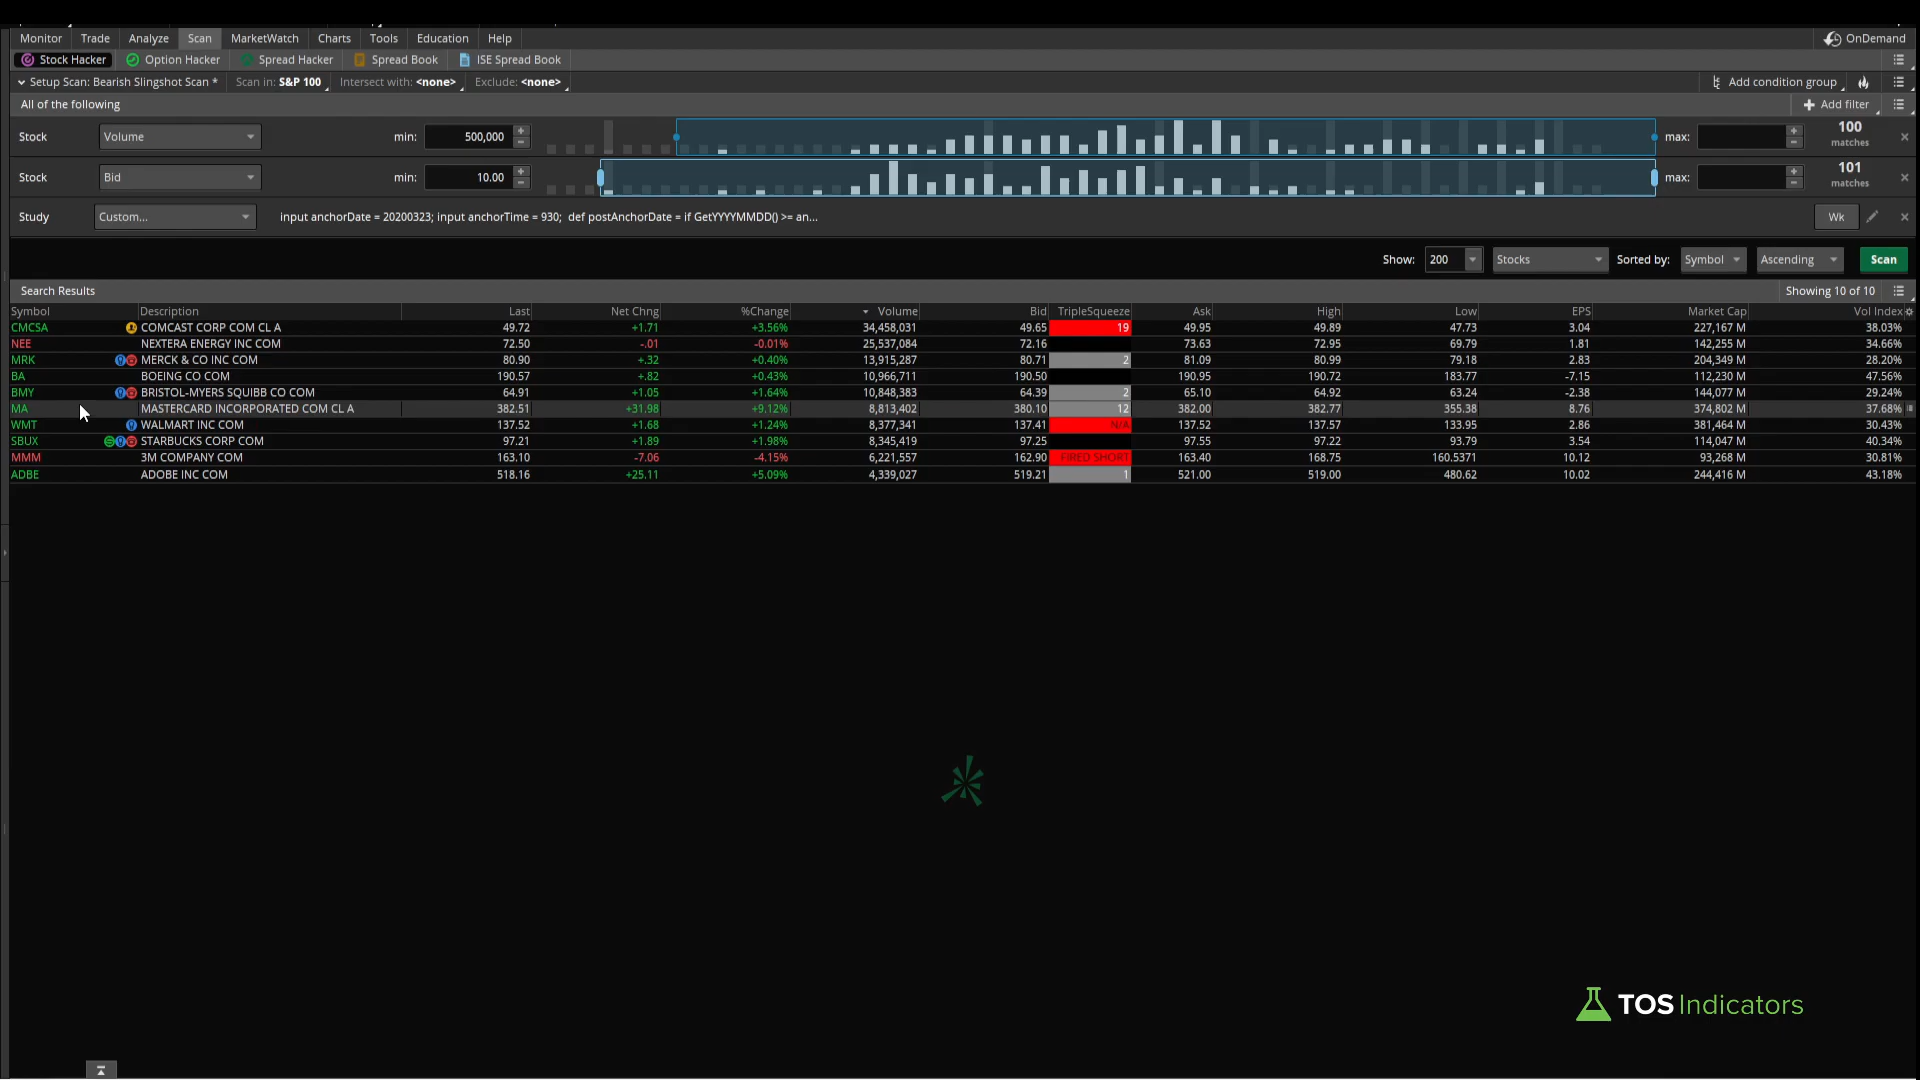 Monitor Trade Analyze Scan MarketWatch Charts Tools Education Help OnDemand
Stock Hacker Option Hacker Spread Hacker Spread Book ISE Spread Book
Setup Scan: Bearish Slingshot Scan * Scan in: S&P 100 Intersect with: <none> Exclude: <none> Add condition group
All of the following Add filter
Stock Volume min: 500,000 max: 100 matches
Stock Bid min: 10.00 max: 101 matches
Study Custom... input anchorDate = 20200323; input anchorTime = 930; def postAnchorDate = if GetYYYYMMDD() >= an... Wk
Show: 200 Stocks Sorted by: Symbol Ascending Scan
Search Results Showing 10 of 10
Symbol Description Last Net Chng %Change Volume Bid TripleSqueeze Ask High Low EPS Market Cap Vol Index
CMCSA COMCAST CORP COM CL A 49.72 +1.71 +3.56% 34,458,031 49.65 19 49.95 49.89 47.73 3.04 227,167 M 38.03%
NEE NEXTERA ENERGY INC COM 72.50 -.01 -0.01% 25,537,084 72.16 73.63 72.95 69.79 1.81 142,255 M 34.66%
MRK MERCK & CO INC COM 80.90 +.32 +0.40% 13,915,287 80.71 2 81.09 80.99 79.18 2.83 204,349 M 28.20%
BA BOEING CO COM 190.57 +.82 +0.43% 10,966,711 190.50 190.95 190.72 183.77 -7.15 112,230 M 47.56%
BMY BRISTOL-MYERS SQUIBB CO COM 64.91 +1.05 +1.64% 10,848,383 64.39 2 65.10 64.92 63.24 -2.38 144,077 M 29.24%
MA MASTERCARD INCORPORATED COM CL A 382.51 +31.98 +9.12% 8,813,402 380.10 12 382.00 382.77 355.38 8.76 374,802 M 37.68%
WMT WALMART INC COM 137.52 +1.68 +1.24% 8,377,341 137.41 N/A 137.52 137.57 133.95 2.86 381,464 M 30.43%
SBUX STARBUCKS CORP COM 97.21 +1.89 +1.98% 8,345,419 97.25 97.55 97.22 93.79 3.54 114,047 M 40.34%
MMM 3M COMPANY COM 163.10 -7.06 -4.15% 6,221,557 162.90 FIRED SHORT 163.40 168.75 160.5371 10.12 93,268 M 30.81%
ADBE ADOBE INC COM 518.16 +25.11 +5.09% 4,339,027 519.21 1 521.00 519.00 480.62 10.02 244,416 M 43.18%
TOS Indicators